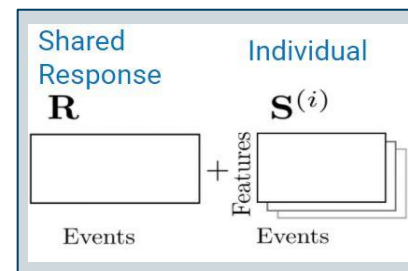 Shared
Response
Individual
R
S^{(i)}
+
Features
Events
Events